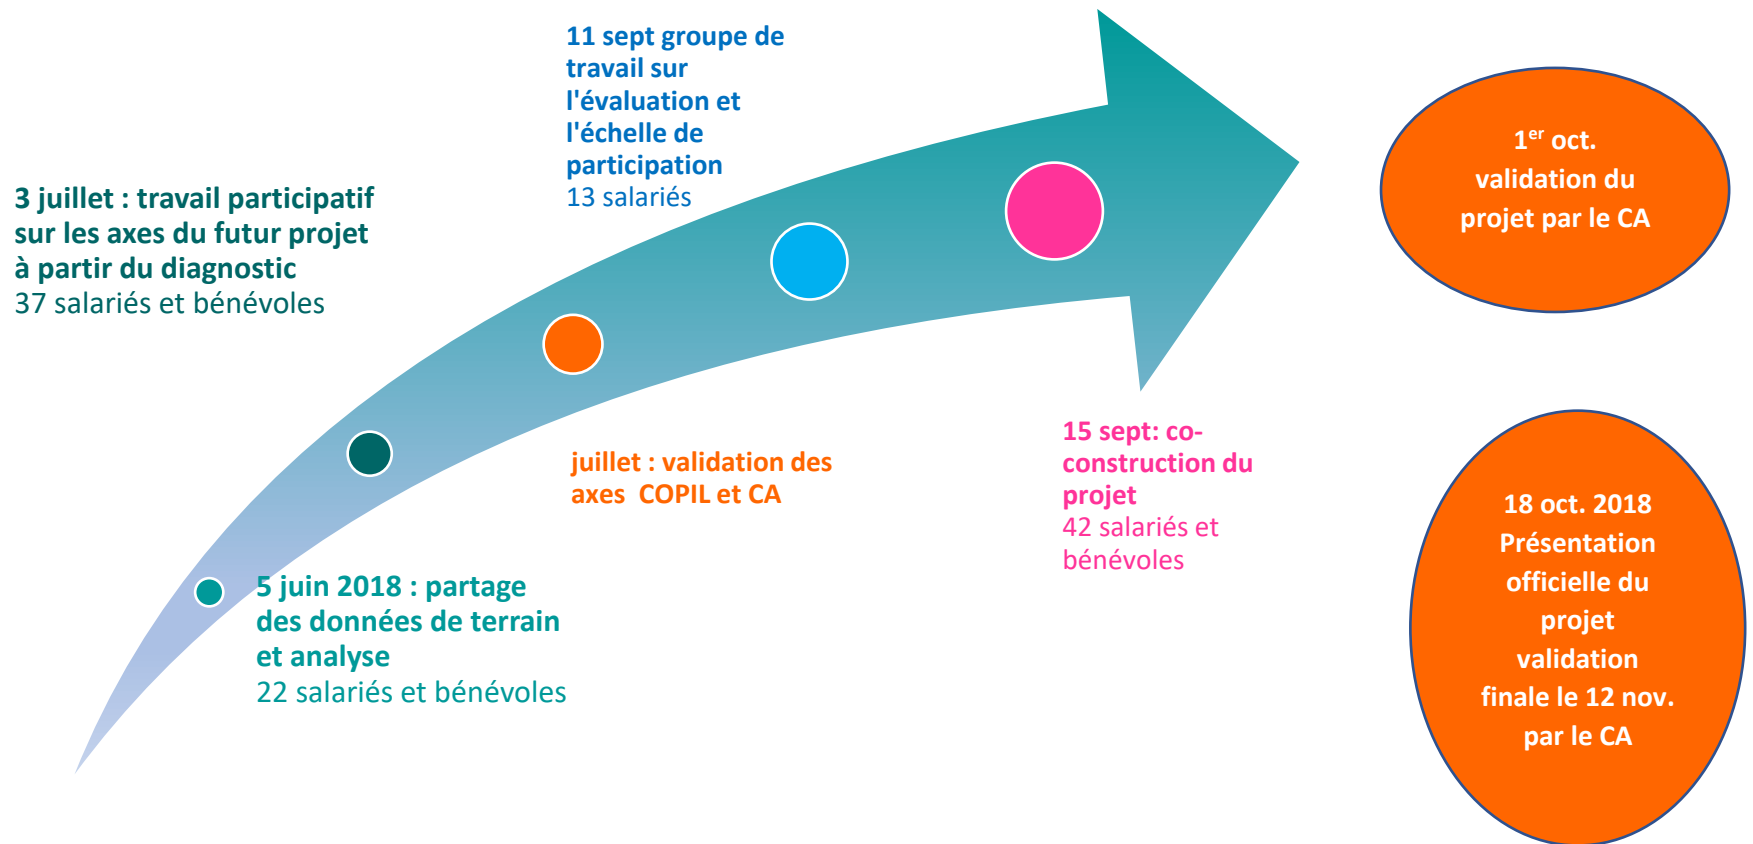 5 juin 2018 : partage
des données de terrain
et analyse
22 salariés et bénévoles
3 juillet : travail participatif
sur les axes du futur projet
à partir du diagnostic
37 salariés et bénévoles
juillet : validation des
axes  COPIL et CA
11 sept groupe de
travail sur
l'évaluation et
l'échelle de
participation
13 salariés
15 sept: co-
construction du
projet
42 salariés et
bénévoles
1er oct.
validation du
projet par le CA
18 oct. 2018
Présentation
officielle du
projet
validation
finale le 12 nov.
par le CA